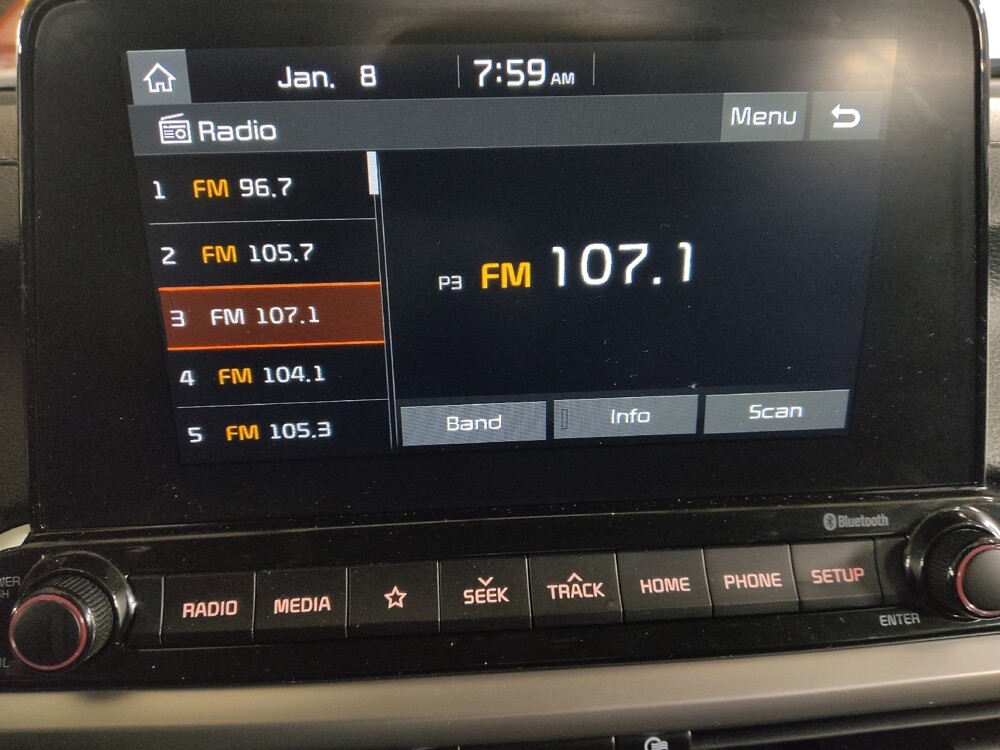 Jan. 8 7:59 AM
Radio Menu
1 FM 96.7
2 FM 105.7
3 FM 107.1
4 FM 104.1
5 FM 105.3
P3 FM 107.1
Band Info Scan
Bluetooth
RADIO MEDIA SEEK TRACK HOME PHONE SETUP
ENTER